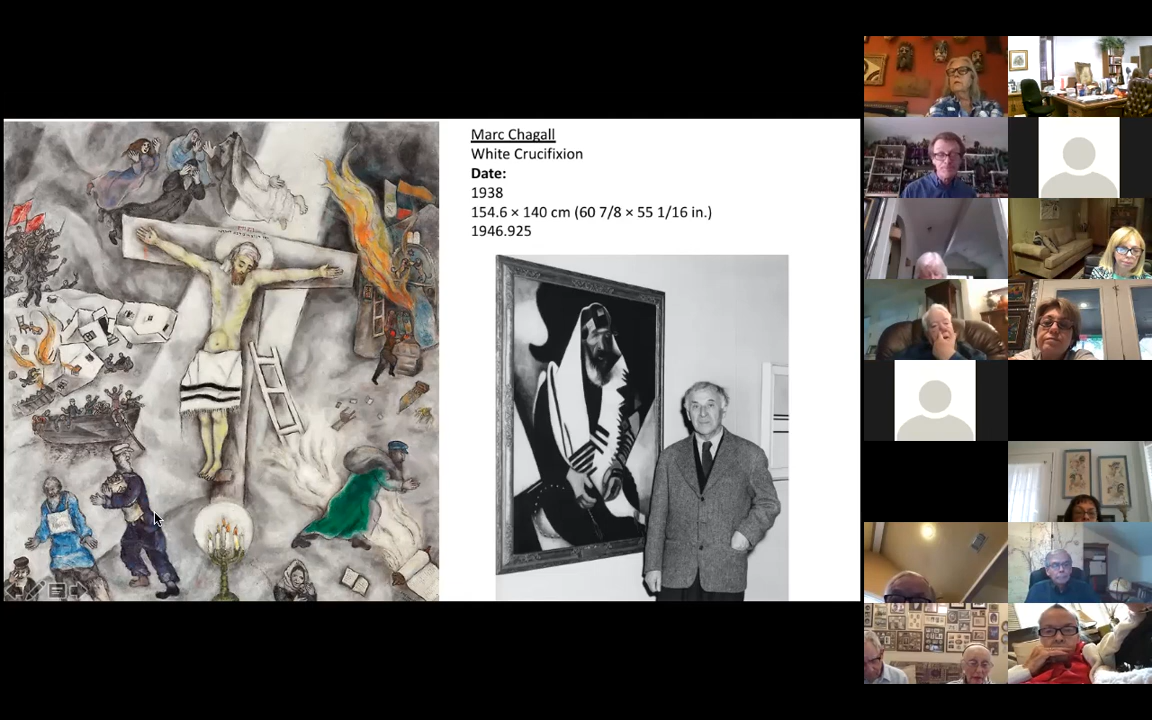 Marc Chagall
White Crucifixion
Date:
1938
154.6 × 140 cm (60 7/8 × 55 1/16 in.)
1946.925